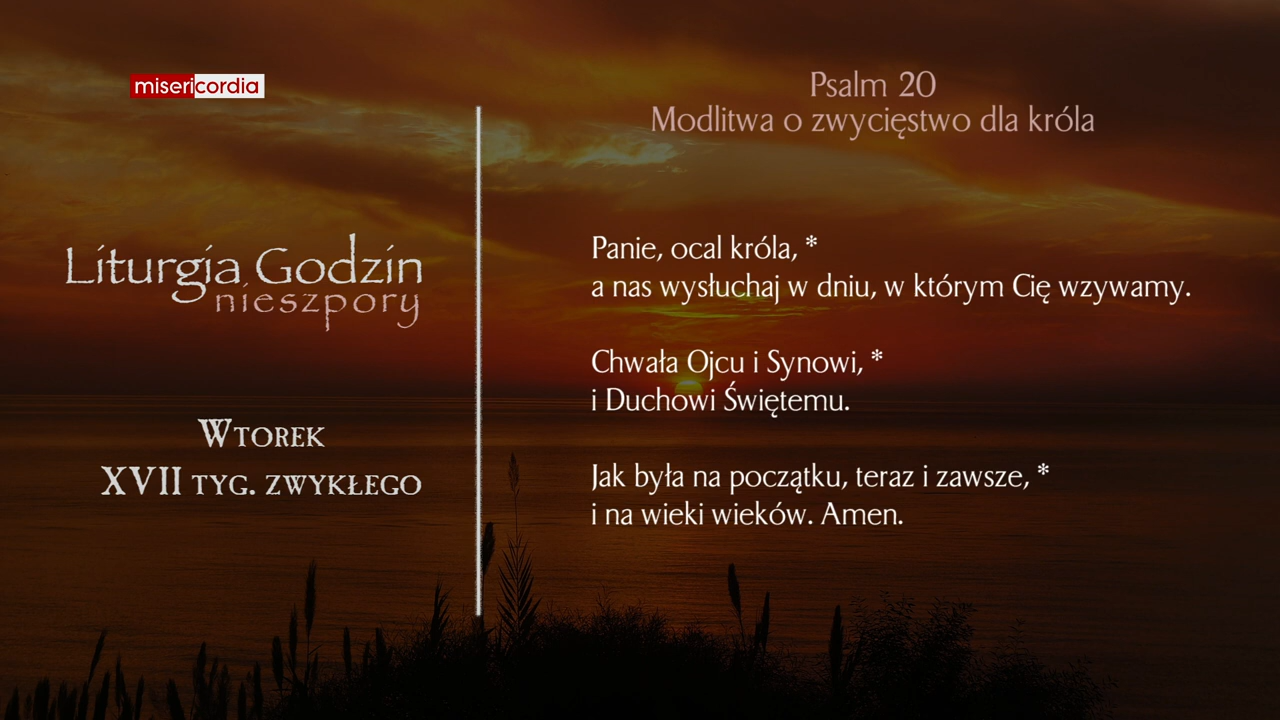 misericordia
Liturgia Godzin
nieszpory
Wtorek
XVII tyg. zwykłego
Psalm 20
Modlitwa o zwycięstwo dla króla
Panie, ocal króla, *
a nas wysłuchaj w dniu, w którym Cię wzywamy.
Chwała Ojcu i Synowi, *
i Duchowi Świętemu.
Jak była na początku, teraz i zawsze, *
i na wieki wieków. Amen.